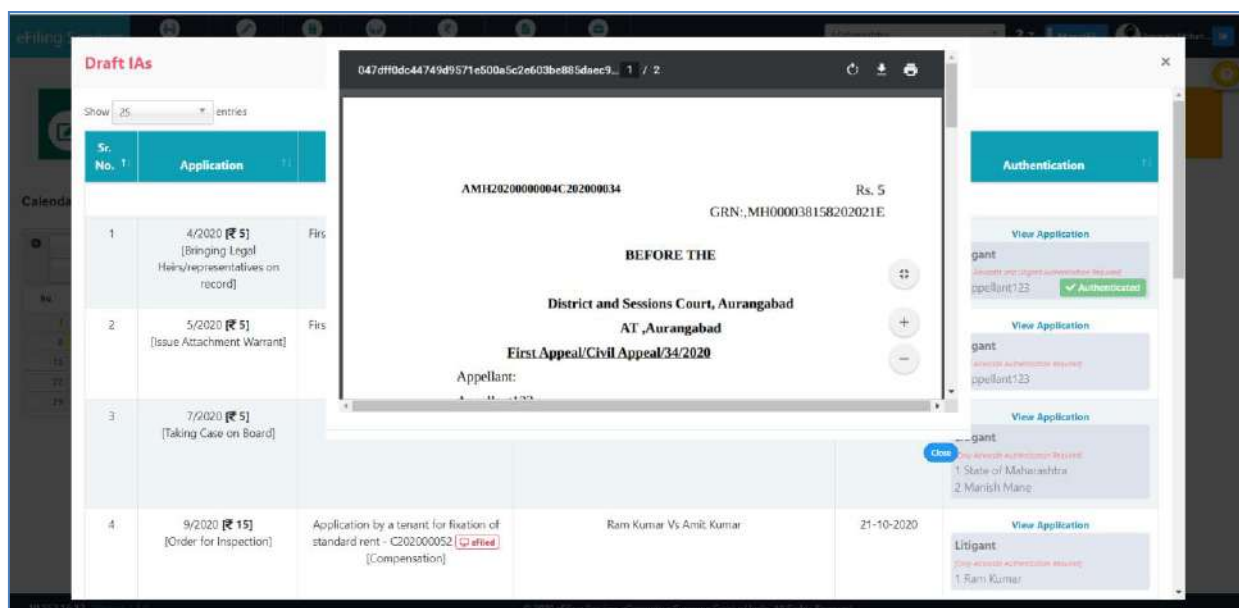 eFiling
Draft IAs
×
Show 25 entries
047dff0dc44749d9571e500a5c2e603be885daec9... 1 / 2
Sr. No.
Application
Authentication
AMH20200000004C202000034
Rs. 5
GRN:,MH000038158202021E
BEFORE THE
District and Sessions Court, Aurangabad
AT ,Aurangabad
First Appeal/Civil Appeal/34/2020
Appellant:
Calenda
1
4/2020 [₹ 5]
[Bringing Legal
Heirs/representatives on
record]
Firs
View Application
gant
ppellant123
✓ Authenticated
2
5/2020 [₹ 5]
[Issue Attachment Warrant]
Firs
View Application
gant
ppellant123
3
7/2020 [₹ 5]
[Taking Case on Board]
View Application
gant
1 State of Maharashtra
2 Manish Mane
Close
4
9/2020 [₹ 15]
[Order for Inspection]
Application by a tenant for fixation of
standard rent - C202000052 eFiled
[Compensation]
Ram Kumar Vs Amit Kumar
21-10-2020
View Application
Litigant
1 Ram Kumar